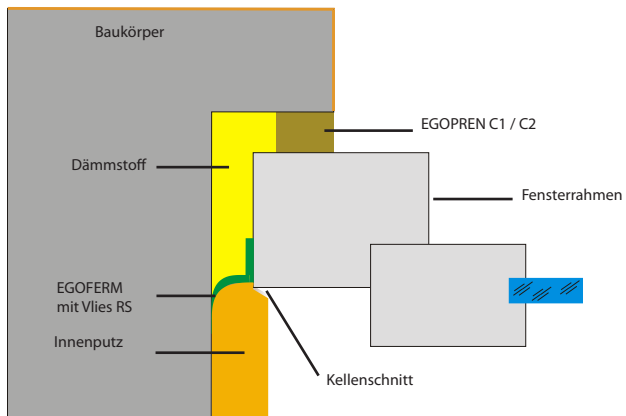 Baukörper
EGOPREN C1 / C2
Dämmstoff
Fensterrahmen
EGOFERM
mit Vlies RS
Innenputz
Kellenschnitt